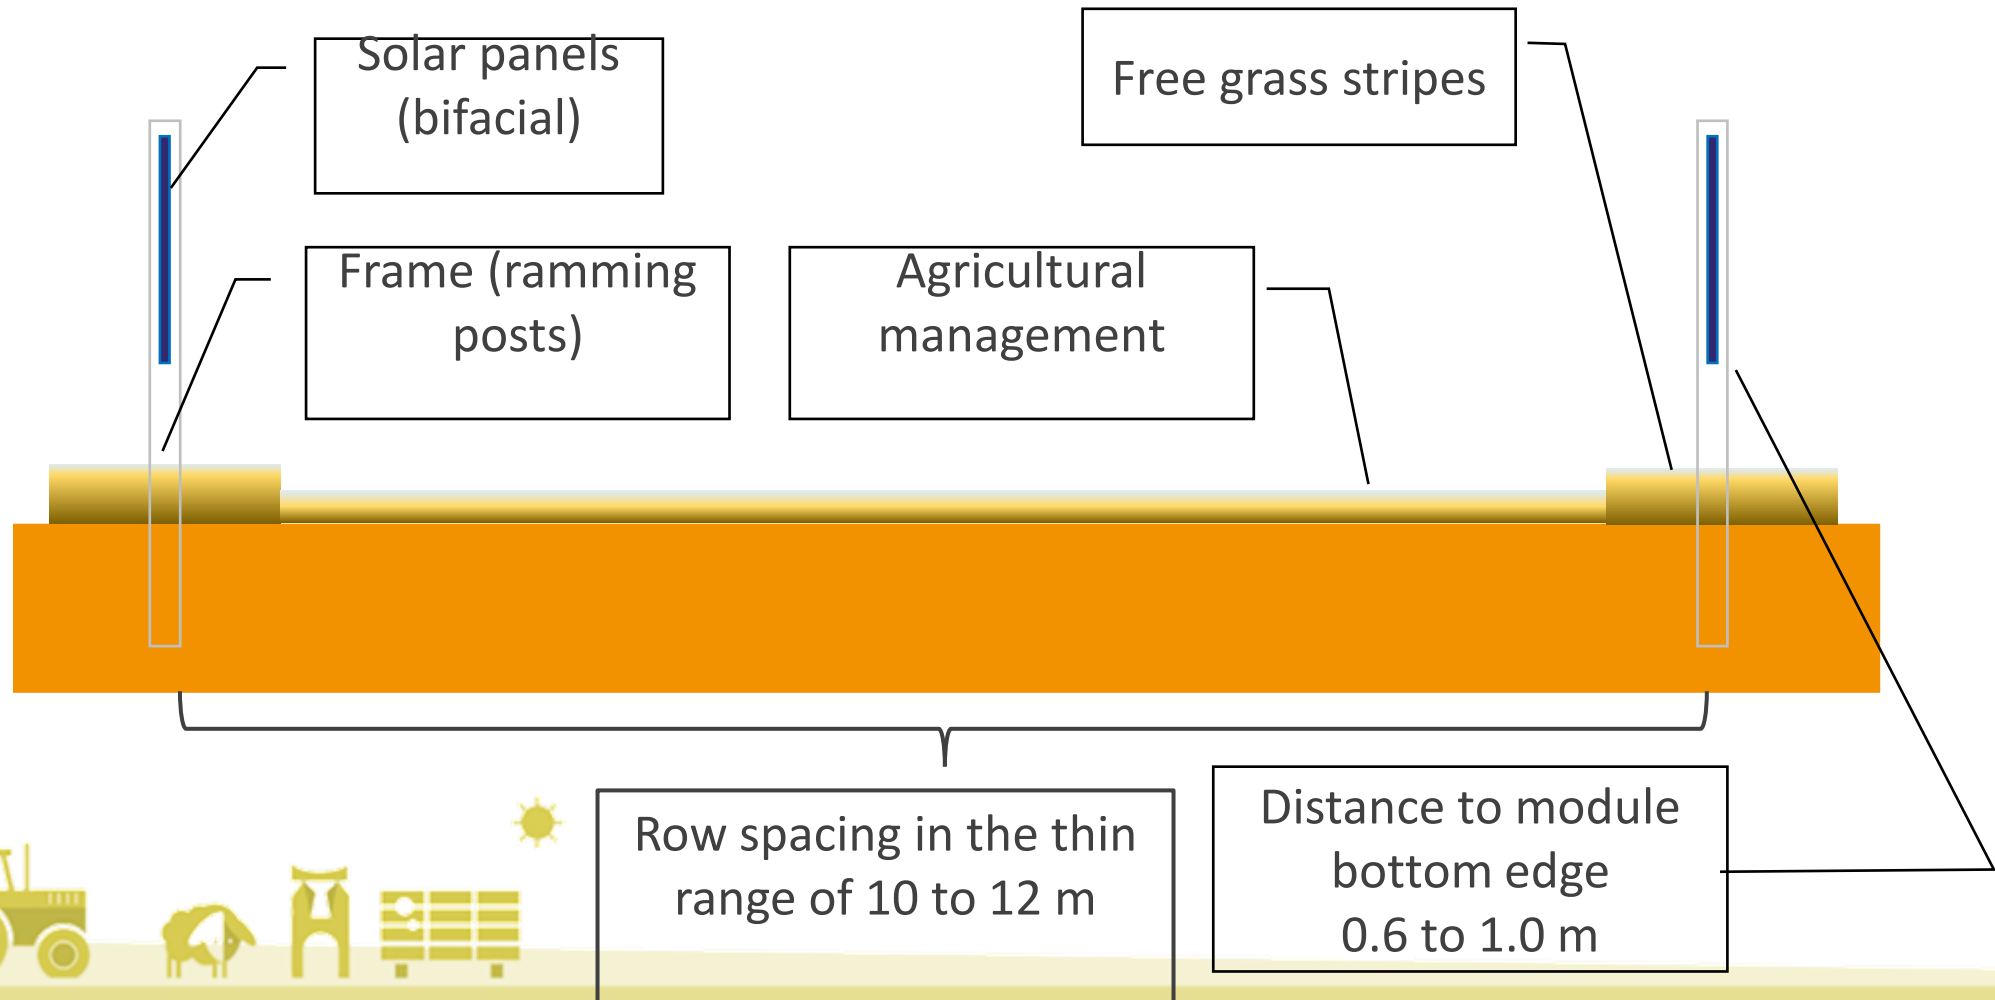 Solar panels
(bifacial)
Free grass stripes
Frame (ramming
posts)
Agricultural
management
Row spacing in the thin
range of 10 to 12 m
Distance to module
bottom edge
0.6 to 1.0 m